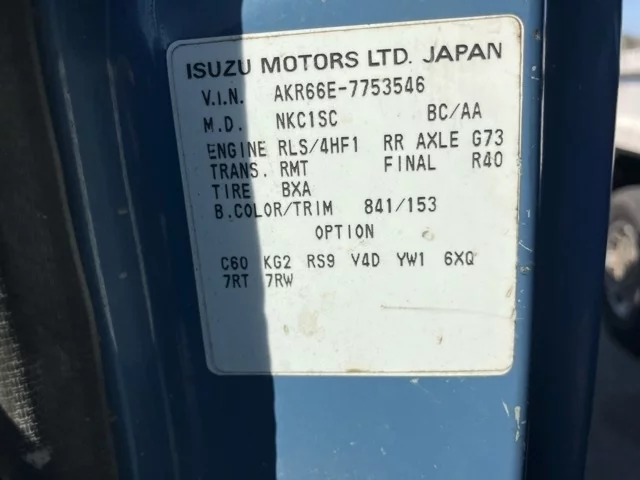 ISUZU MOTORS LTD. JAPAN
V.I.N. AKR66E-7753546
M.D. NKC1SC BC/AA
ENGINE RLS/4HF1 RR AXLE G73
TRANS. RMT FINAL R40
TIRE BXA
B.COLOR/TRIM 841/153
OPTION
C60 KG2 RS9 V4D YW1 6XQ
7RT 7RW